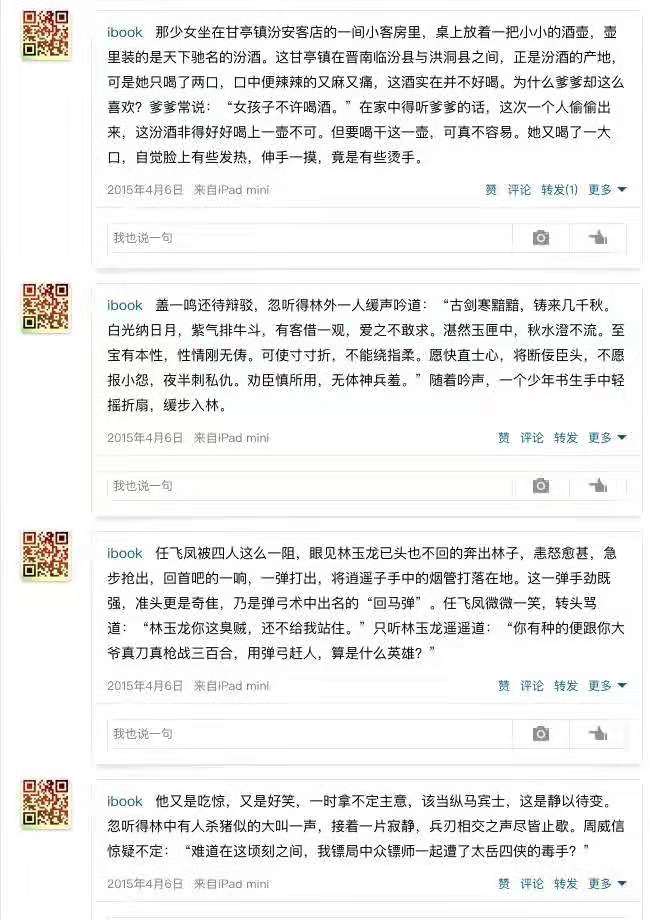 ibook 那少女坐在甘亭镇汾安客店的一间小客房里，桌上放着一把小小的酒壶，壶
里装的是天下驰名的汾酒。这甘亭镇在晋南临汾县与洪洞县之间，正是汾酒的产地，
可是她只喝了两口，口中便辣辣的又麻又痛，这酒实在并不好喝。为什么爹爹却这么
喜欢？爹爹常说：“女孩子不许喝酒。”在家中得听爹爹的话，这次一个人偷偷出
来，这汾酒非得好好喝上一壶不可。但要喝干这一壶，可真不容易。她又喝了一大
口，自觉脸上有些发热，伸手一摸，竟是有些烫手。
2015年4月6日 来自iPad mini 赞 评论 转发(1) 更多
我也说一句
ibook 盖一鸣还待辩驳，忽听得林外一人缓声吟道：“古剑寒黯黯，铸来几千秋。
白光纳日月，紫气排牛斗，有客借一观，爱之不敢求。湛然玉匣中，秋水澄不流。至
宝有本性，性情刚无俦。可使寸寸折，不能绕指柔。愿快直士心，将断佞臣头，不愿
报小怨，夜半刺私仇。劝臣慎所用，无体神兵羞。”随着吟声，一个少年书生手中轻
摇折扇，缓步入林。
2015年4月6日 来自iPad mini 赞 评论 转发 更多
我也说一句
ibook 任飞凤被四人这么一阻，眼见林玉龙已头也不回的奔出林子，恚怒愈甚，急
步抢出，回首吧的一响，一弹打出，将逍遥子手中的烟管打落在地。这一弹手劲既
强，准头更是奇隹，乃是弹弓术中出名的“回马弹”。任飞凤微微一笑，转头骂
道：“林玉龙你这臭贼，还不给我站住。”只听林玉龙遥遥道：“你有种的便跟你大
爷真刀真枪战三百合，用弹弓赶人，算是什么英雄？”
2015年4月6日 来自iPad mini 赞 评论 转发 更多
我也说一句
ibook 他又是吃惊，又是好笑，一时拿不定主意，该当纵马宾士，这是静以待变。
忽听得林中有人杀猪似的大叫一声，接着一片寂静，兵刃相交之声尽皆止歇。周威信
惊疑不定：“难道在这顷刻之间，我镖局中众镖师一起遭了太岳四侠的毒手？”
2015年4月6日 来自iPad mini 赞 评论 转发 更多